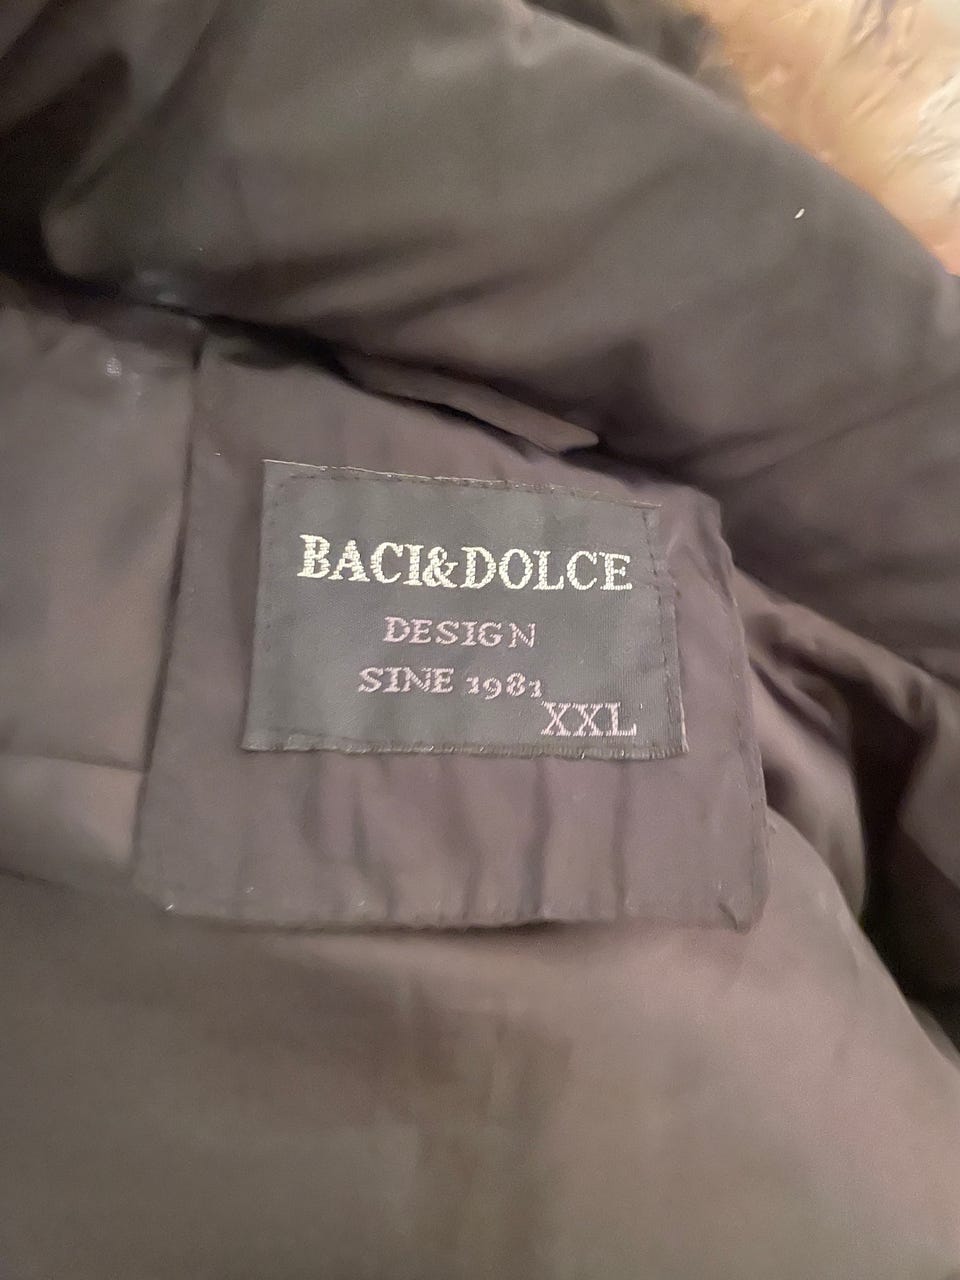 BACI&DOLCE
DESIGN
SINE 1981
XXL